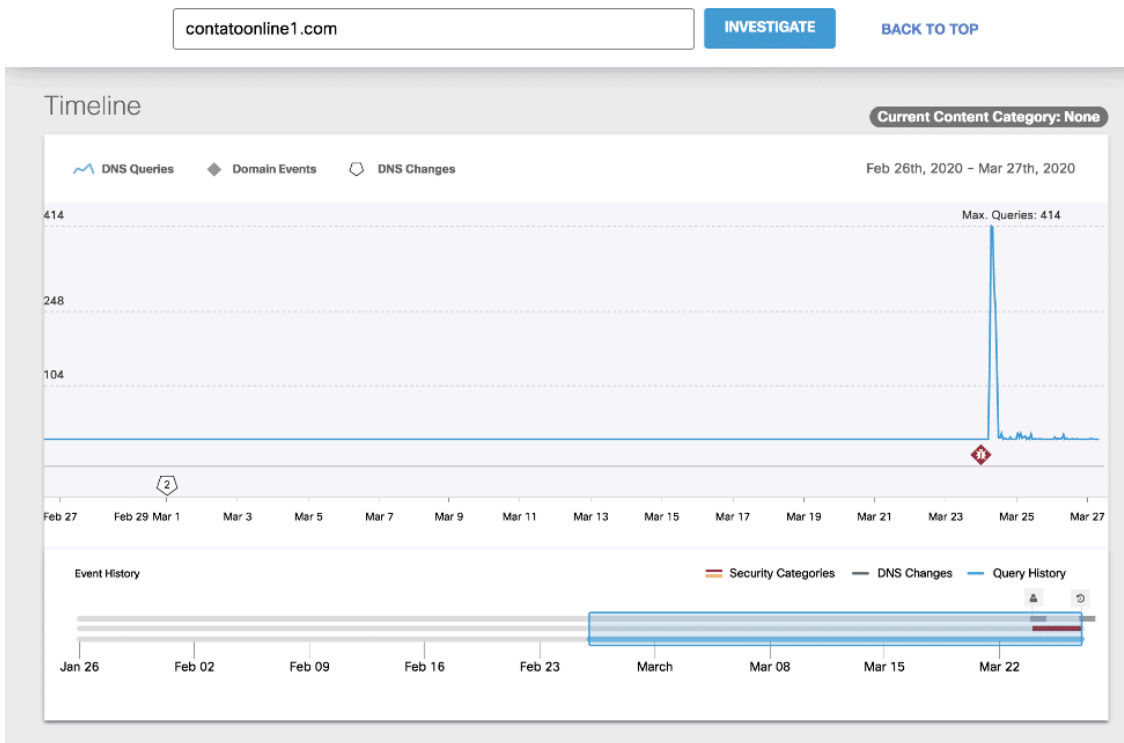 contatoonline1.com INVESTIGATE BACK TO TOP
Timeline
Current Content Category: None
DNS Queries Domain Events DNS Changes Feb 26th, 2020 - Mar 27th, 2020
414 Max. Queries: 414
248
104
2
Feb 27 Feb 29 Mar 1 Mar 3 Mar 5 Mar 7 Mar 9 Mar 11 Mar 13 Mar 15 Mar 17 Mar 19 Mar 21 Mar 23 Mar 25 Mar 27
Event History Security Categories DNS Changes Query History
Jan 26 Feb 02 Feb 09 Feb 16 Feb 23 March Mar 08 Mar 15 Mar 22